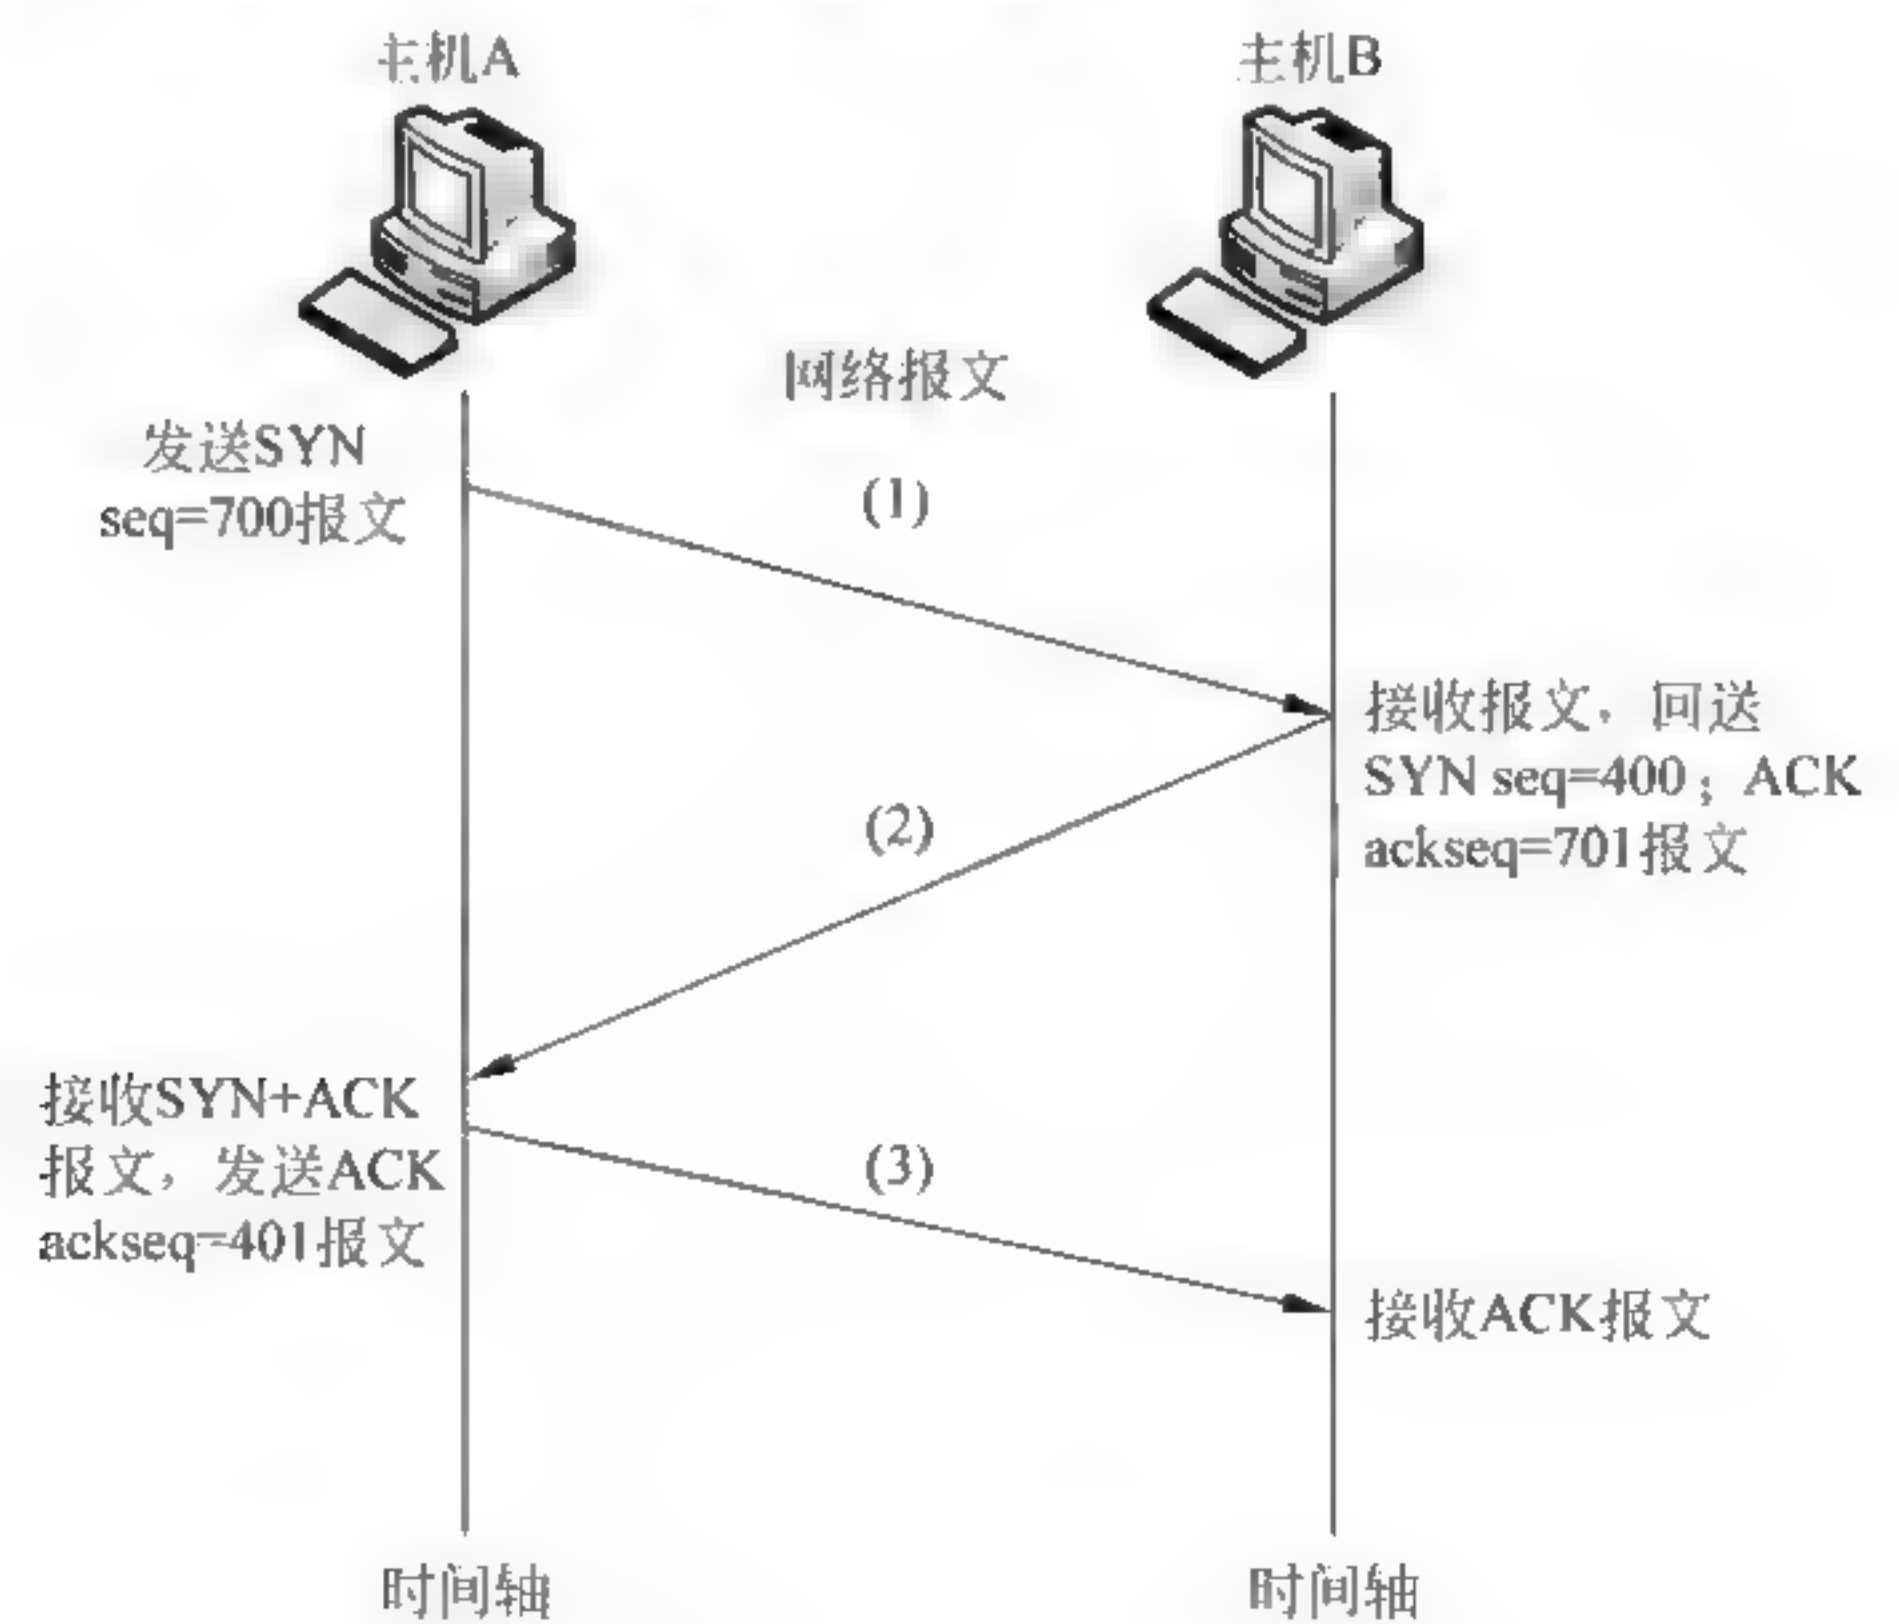 主机A
主机B
网络报文
发送SYN
seq=700报文
(1)
接收报文，回送
SYN seq=400；ACK
ackseq=701报文
(2)
接收SYN+ACK
报文，发送ACK
ackseq=401报文
(3)
接收ACK报文
时间轴
时间轴